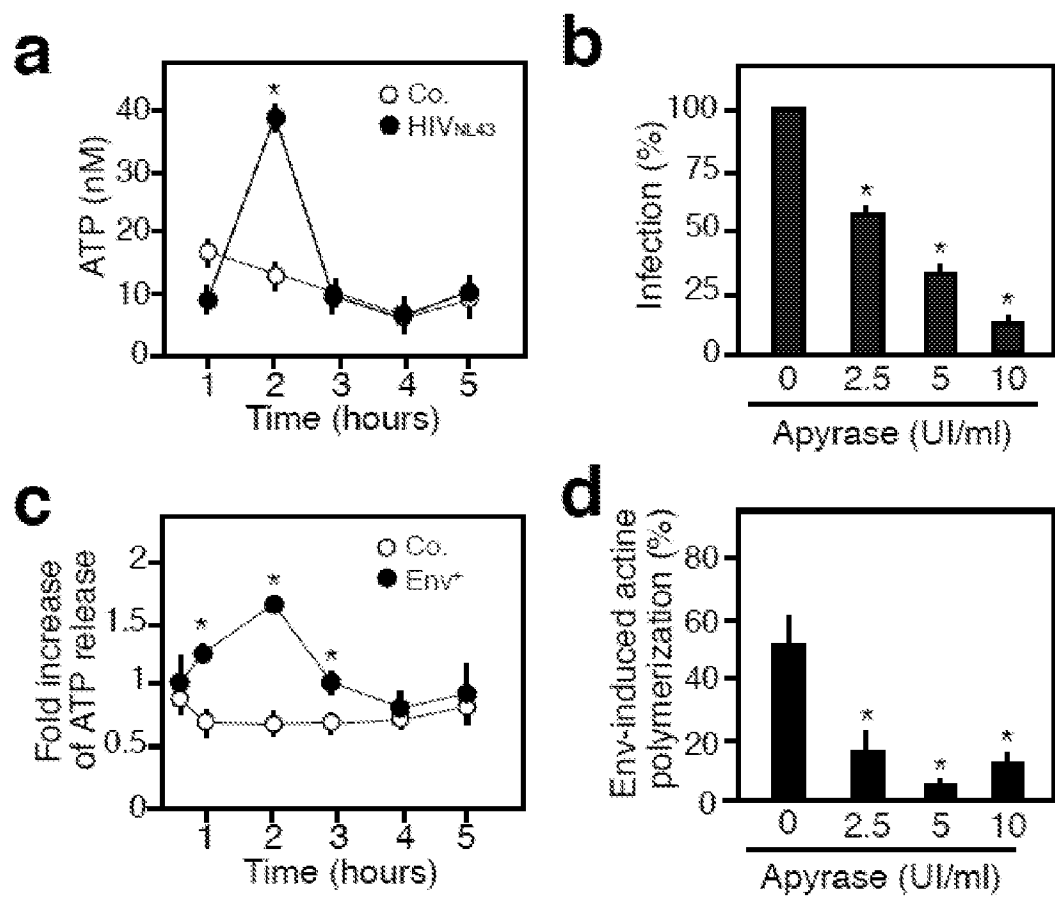 a
40
30
20
10
0
ATP (nM)
*
Co.
HIVNL43
1 2 3 4 5
Time (hours)
b
100
75
50
25
0
Infection (%)
* * *
0 2.5 5 10
Apyrase (UI/ml)
c
2
1.5
1
0.5
0
Fold increase
of ATP release
* * *
Co.
Env+
1 2 3 4 5
Time (hours)
d
80
60
40
20
0
Env-induced actine
polymerization (%)
* * *
0 2.5 5 10
Apyrase (UI/ml)